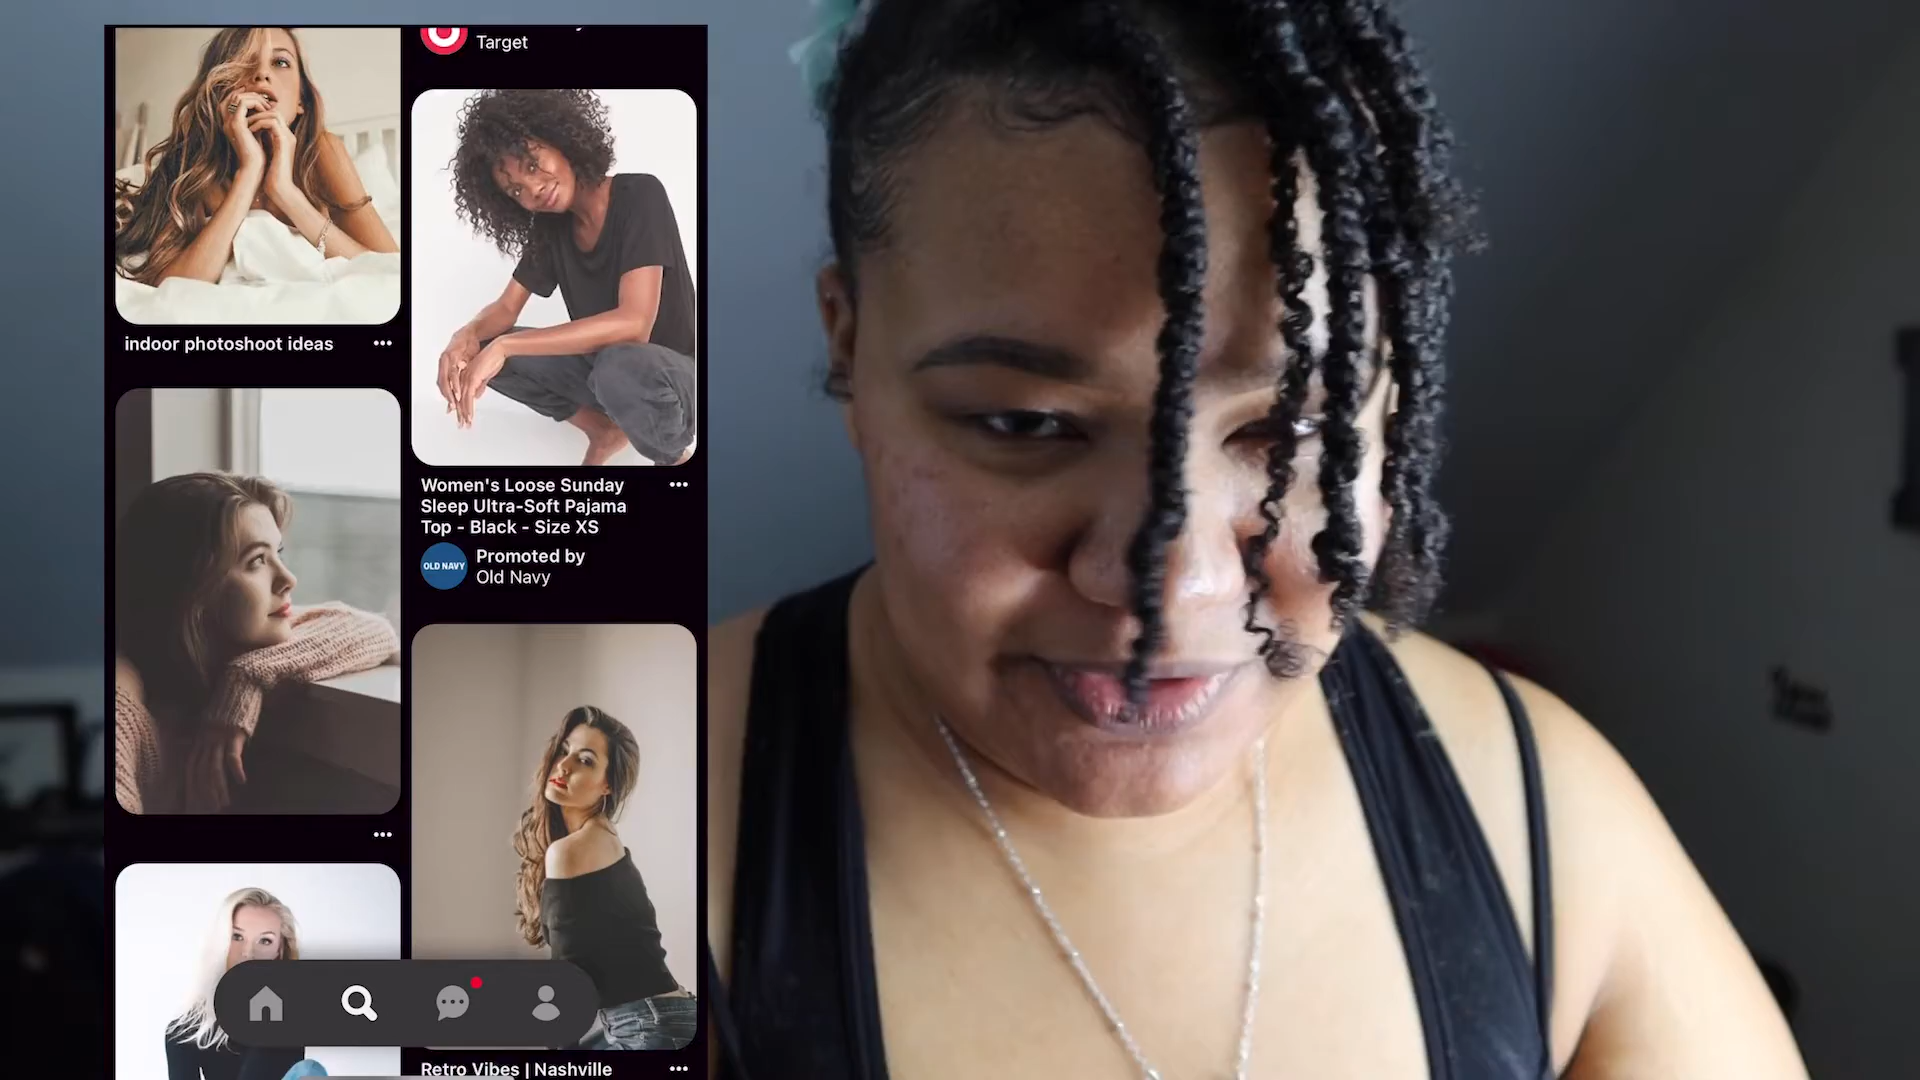 Target
indoor photoshoot ideas
Women's Loose Sunday
Sleep Ultra-Soft Pajama
Top - Black - Size XS
OLD NAVY
Promoted by
Old Navy
Retro Vibes | Nashville